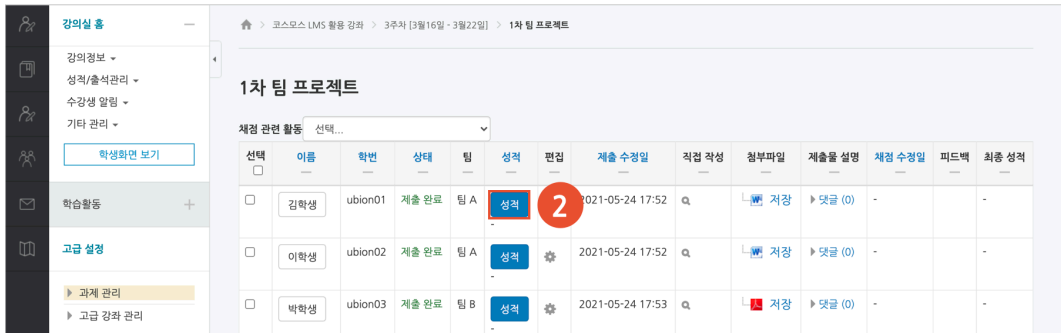 강의실 홈
코스모스 LMS 활용 강좌 > 3주차 [3월16일 - 3월22일] > 1차 팀 프로젝트
강의정보
성적/출석관리
수강생 알림
기타 관리
학생화면 보기
학습활동
고급 설정
과제 관리
고급 강좌 관리
1차 팀 프로젝트
채점 관련 활동 선택...
선택 이름 학번 상태 팀 성적 편집 제출 수정일 직접 작성 첨부파일 제출물 설명 채점 수정일 피드백 최종 성적
김학생 ubion01 제출 완료 팀 A 성적 2 2021-05-24 17:52 저장 댓글 (0) - -
-
이학생 ubion02 제출 완료 팀 A 성적 2021-05-24 17:52 저장 댓글 (0) - -
-
박학생 ubion03 제출 완료 팀 B 성적 2021-05-24 17:53 저장 댓글 (0) - -
-